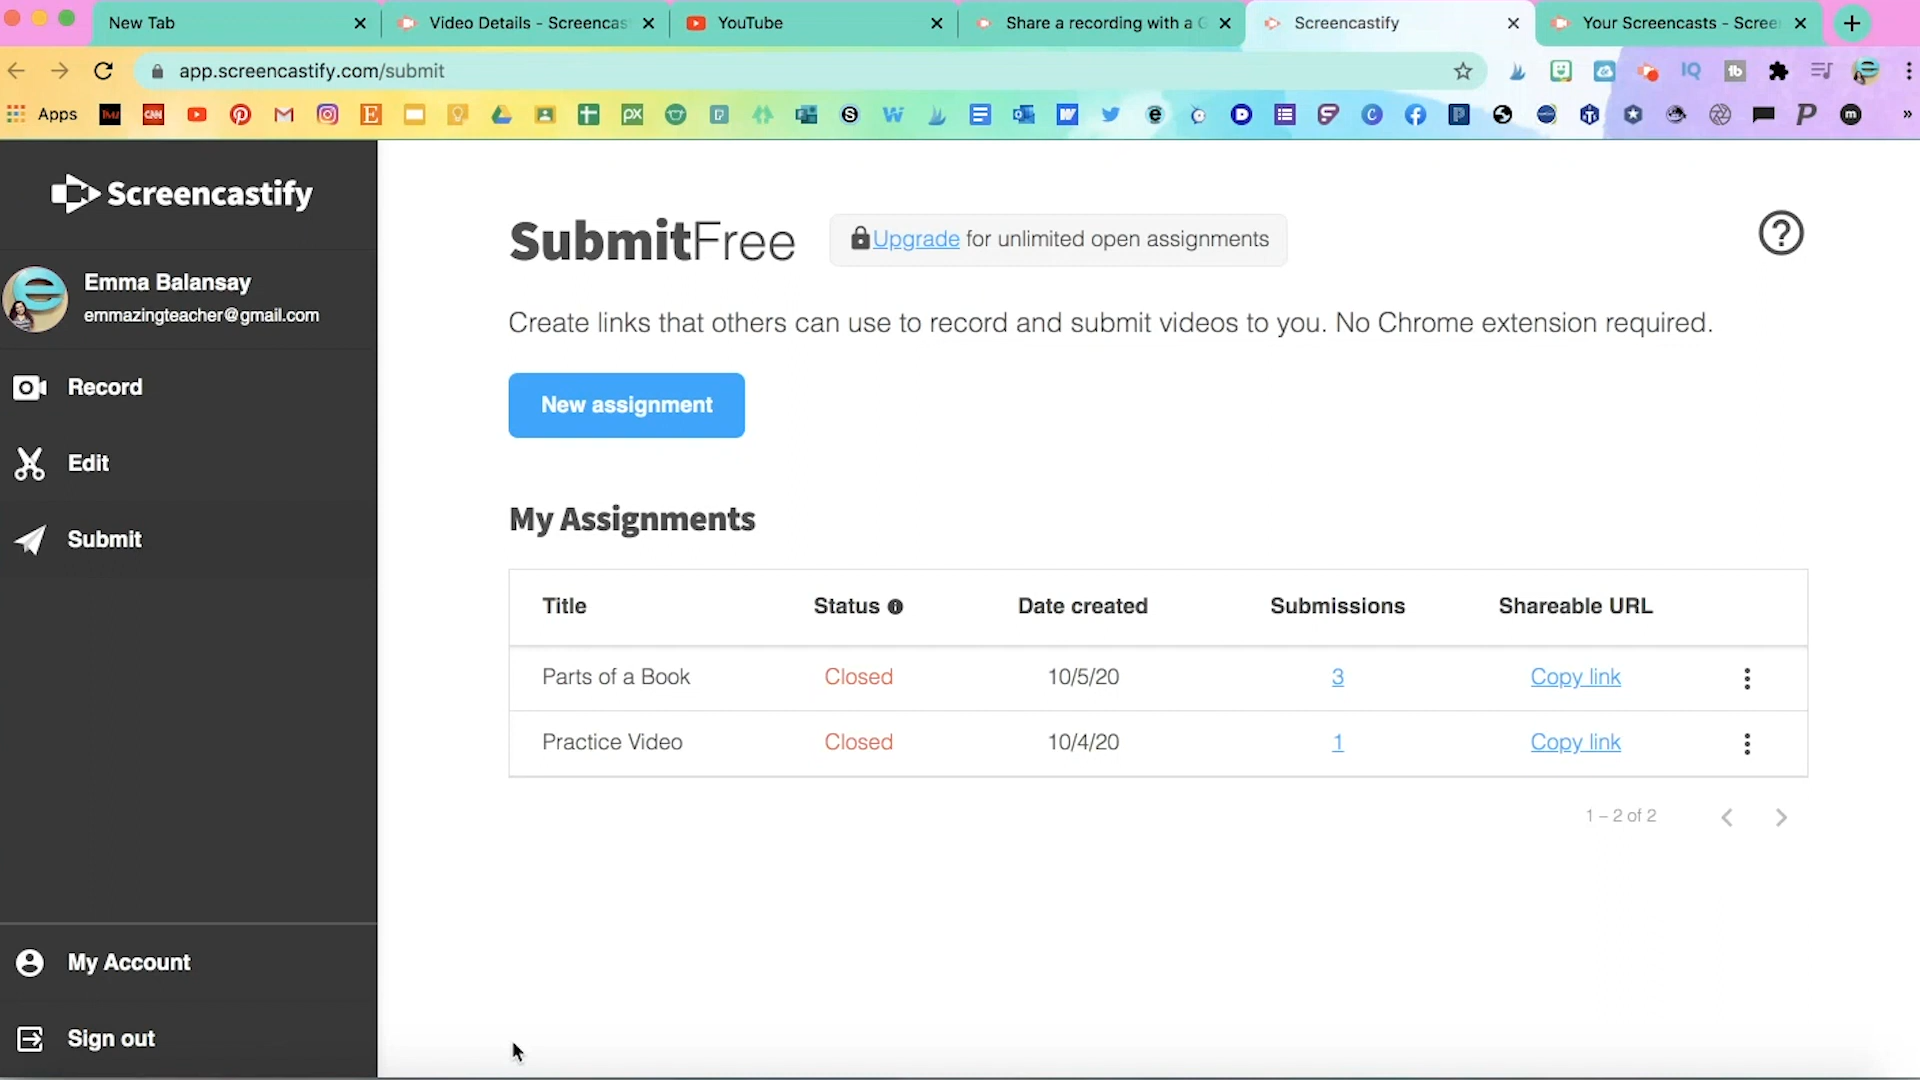 New Tab
Video Details - Screencas
YouTube
Share a recording with a G
Screencastify
Your Screencasts - Scree
app.screencastify.com/submit
Apps
Screencastify
SubmitFree
Upgrade for unlimited open assignments
Emma Balansay
emmazingteacher@gmail.com
Create links that others can use to record and submit videos to you. No Chrome extension required.
Record
New assignment
Edit
Submit
My Assignments
Title Status Date created Submissions Shareable URL
Parts of a Book Closed 10/5/20 3 Copy link
Practice Video Closed 10/4/20 1 Copy link
1 – 2 of 2
My Account
Sign out